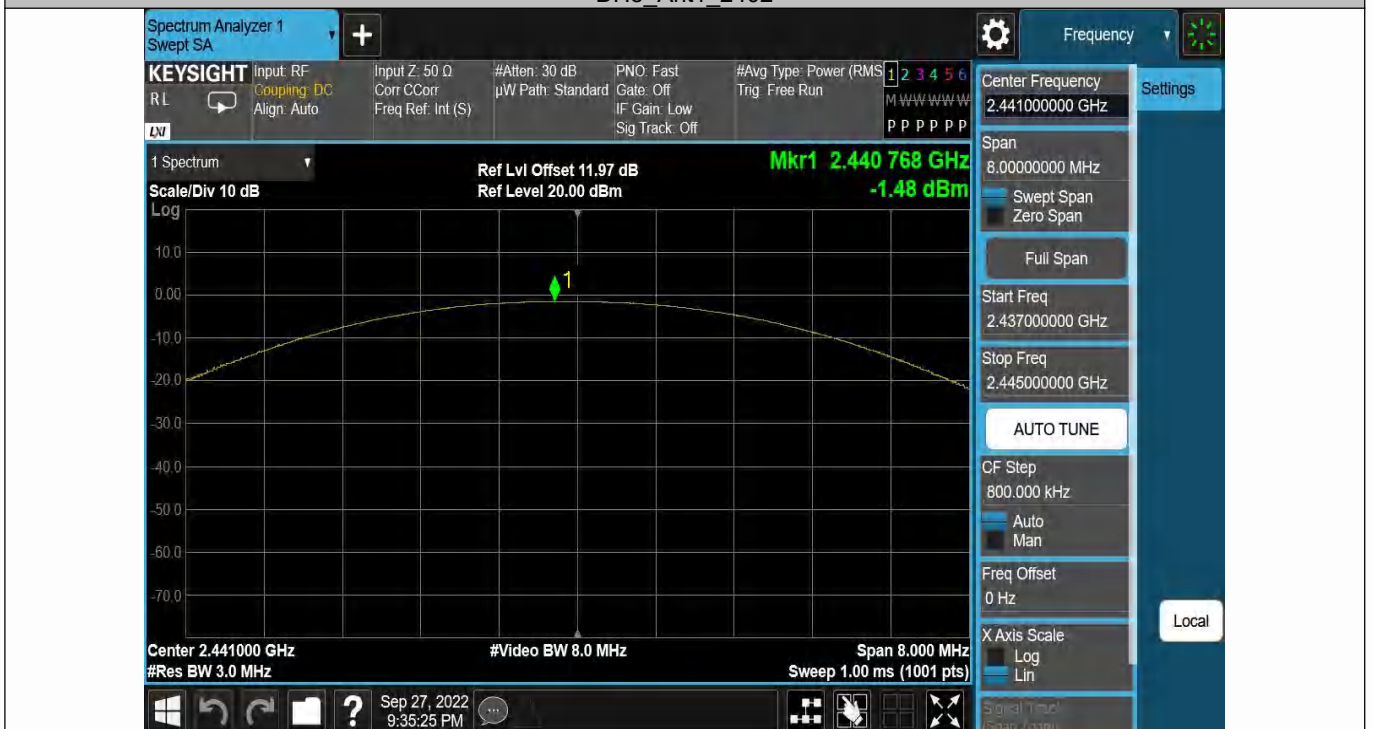 Spectrum Analyzer 1
Swept SA
+
Frequency
KEYSIGHT
RL
LXI
Input: RF
Coupling: DC
Align: Auto
Input Z: 50 Ω
Corr CCorr
Freq Ref: Int (S)
#Atten: 30 dB
µW Path: Standard
PNO: Fast
Gate: Off
IF Gain: Low
Sig Track: Off
#Avg Type: Power (RMS
Trig: Free Run
1 2 3 4 5 6
M W W W W W
P P P P P P
1 Spectrum
Scale/Div 10 dB
Log
Ref Lvl Offset 11.97 dB
Ref Level 20.00 dBm
Mkr1 2.440 768 GHz
-1.48 dBm
1
10.0
0.00
-10.0
-20.0
-30.0
-40.0
-50.0
-60.0
-70.0
Center 2.441000 GHz
#Res BW 3.0 MHz
#Video BW 8.0 MHz
Span 8.000 MHz
Sweep 1.00 ms (1001 pts)
Center Frequency
2.441000000 GHz
Settings
Span
8.00000000 MHz
Swept Span
Zero Span
Full Span
Start Freq
2.437000000 GHz
Stop Freq
2.445000000 GHz
AUTO TUNE
CF Step
800.000 kHz
Auto
Man
Freq Offset
0 Hz
X Axis Scale
Log
Lin
Local
?
Sep 27, 2022
9:35:25 PM